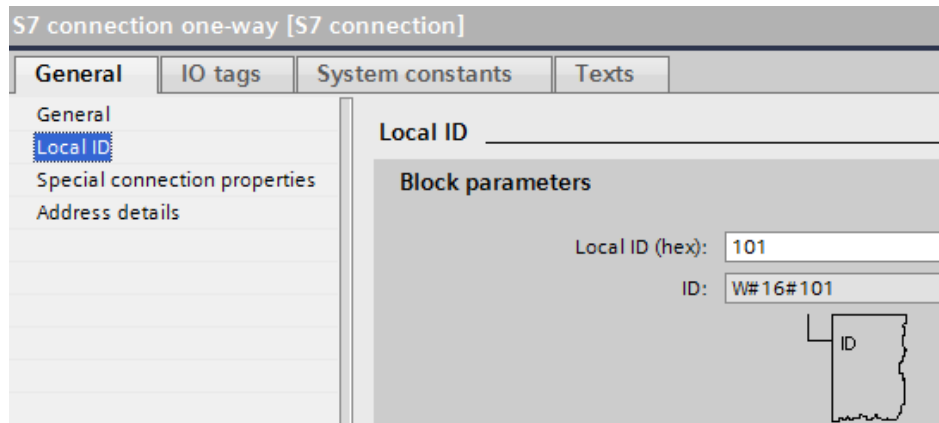 S7 connection one-way [S7 connection]
General IO tags System constants Texts
General
Local ID
Special connection properties
Address details
Local ID
Block parameters
Local ID (hex): 101
ID: W#16#101
ID